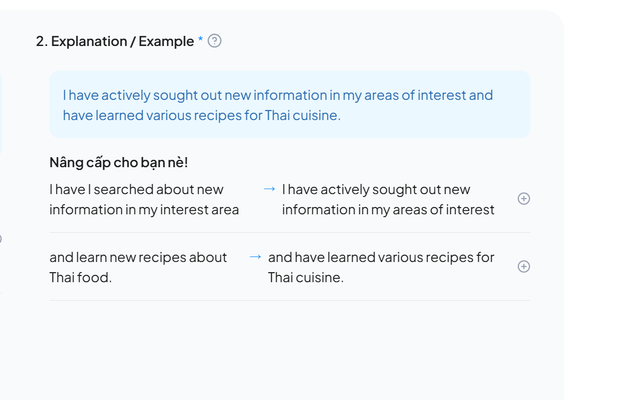 2. Explanation / Example * ?
I have actively sought out new information in my areas of interest and
have learned various recipes for Thai cuisine.
Nâng cấp cho bạn nè!
I have I searched about new → I have actively sought out new
information in my interest area information in my areas of interest
and learn new recipes about → and have learned various recipes for
Thai food. Thai cuisine.